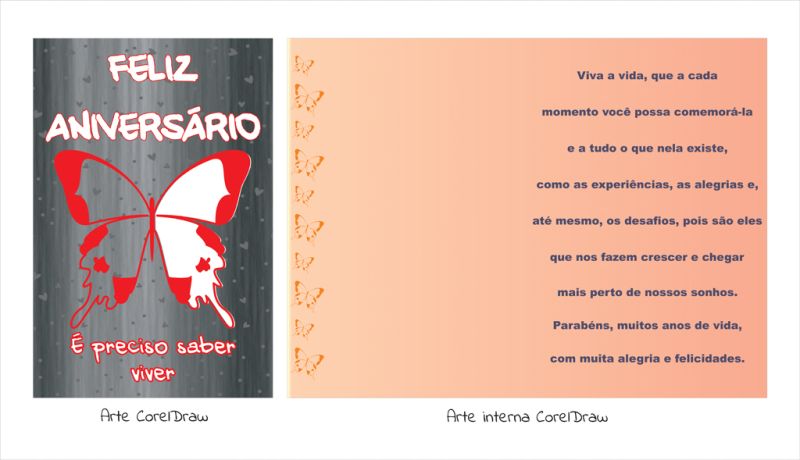 FELIZ
ANIVERSÁRIO
É preciso saber
viver
Arte CorelDraw
Viva a vida, que a cada
momento você possa comemorá-la
e a tudo o que nela existe,
como as experiências, as alegrias e,
até mesmo, os desafios, pois são eles
que nos fazem crescer e chegar
mais perto de nossos sonhos.
Parabéns, muitos anos de vida,
com muita alegria e felicidades.
Arte interna CorelDraw